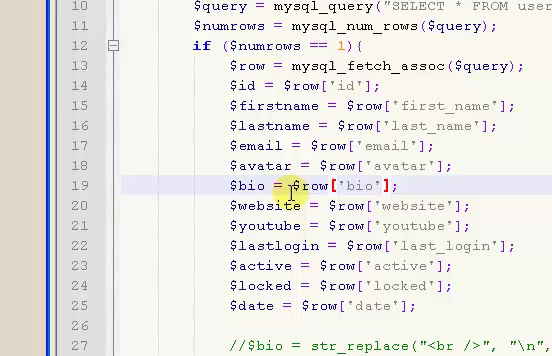 10 $query = mysql_query("SELECT * FROM user
11 $numrows = mysql_num_rows($query);
12 if ($numrows == 1){
13 $row = mysql_fetch_assoc($query);
14 $id = $row['id'];
15 $firstname = $row['first_name'];
16 $lastname = $row['last_name'];
17 $email = $row['email'];
18 $avatar = $row['avatar'];
19 $bio = $row['bio'];
20 $website = $row['website'];
21 $youtube = $row['youtube'];
22 $lastlogin = $row['last_login'];
23 $active = $row['active'];
24 $locked = $row['locked'];
25 $date = $row['date'];
26
27 //$bio = str_replace("<br />", "\n",